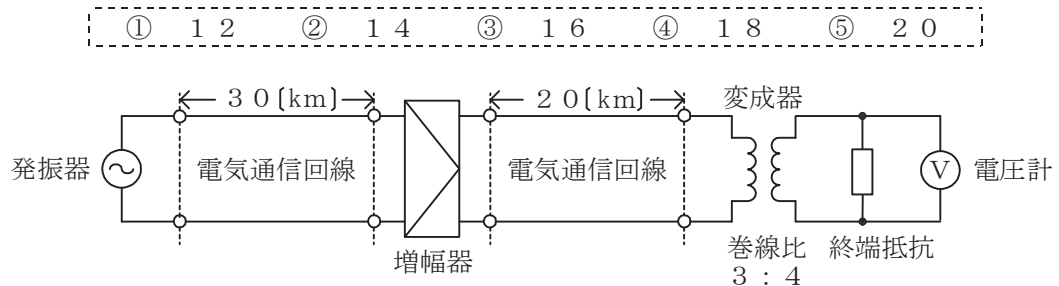 ① 12 ② 14 ③ 16 ④ 18 ⑤ 20
30〔km〕 20〔km〕 変成器
発振器 電気通信回線 電気通信回線 V 電圧計
増幅器 巻線比 終端抵抗
3:4